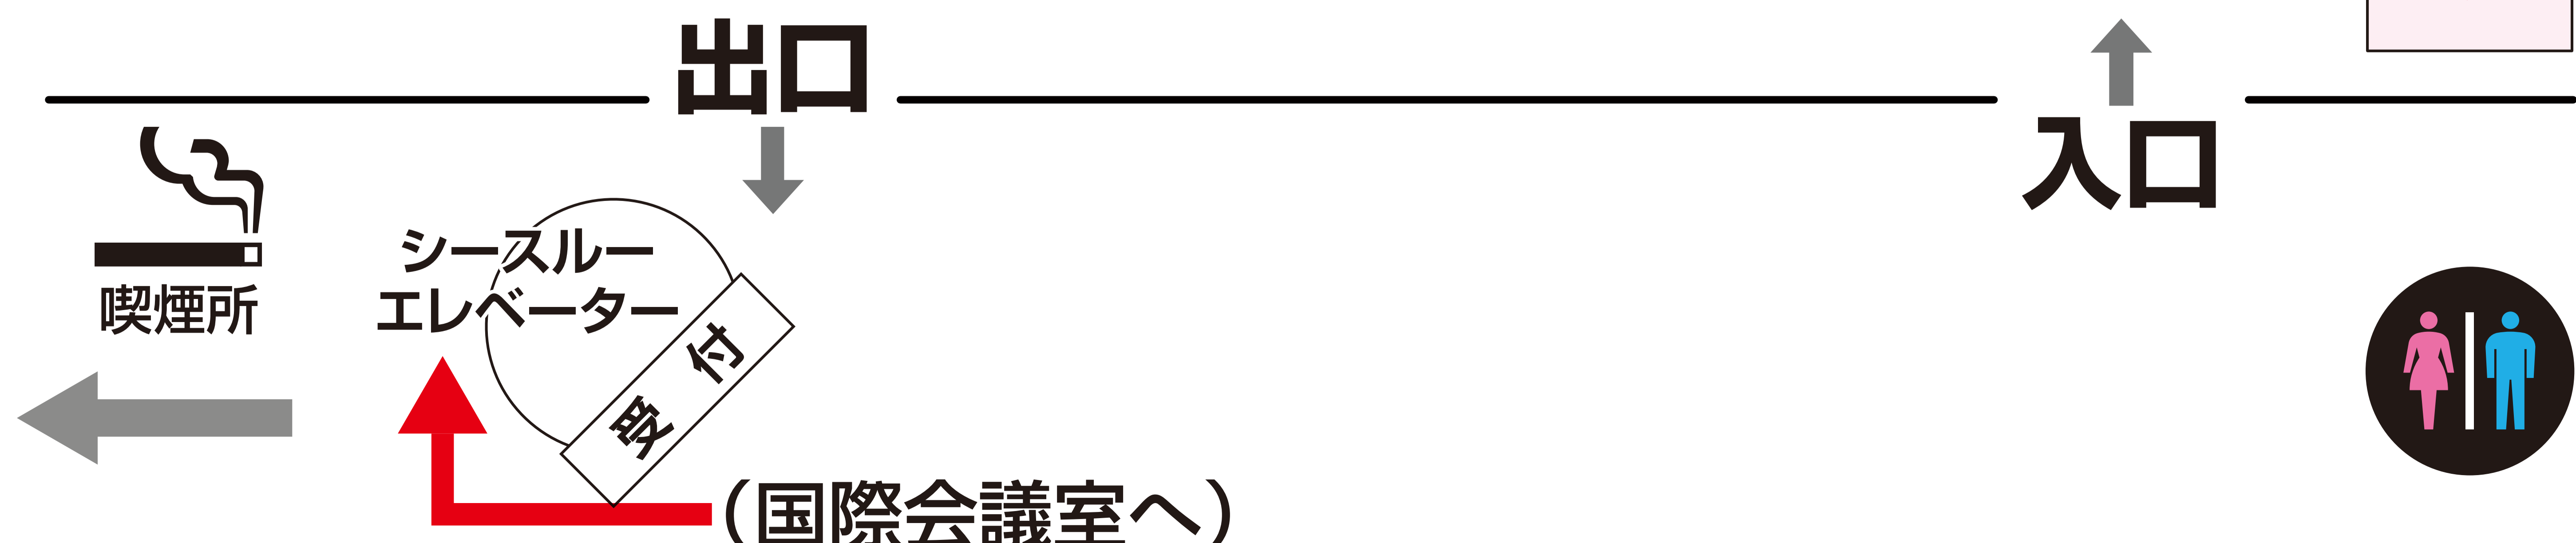 出口
入口
喫煙所
シースルー
エレベーター
受付
（国際会議室へ）